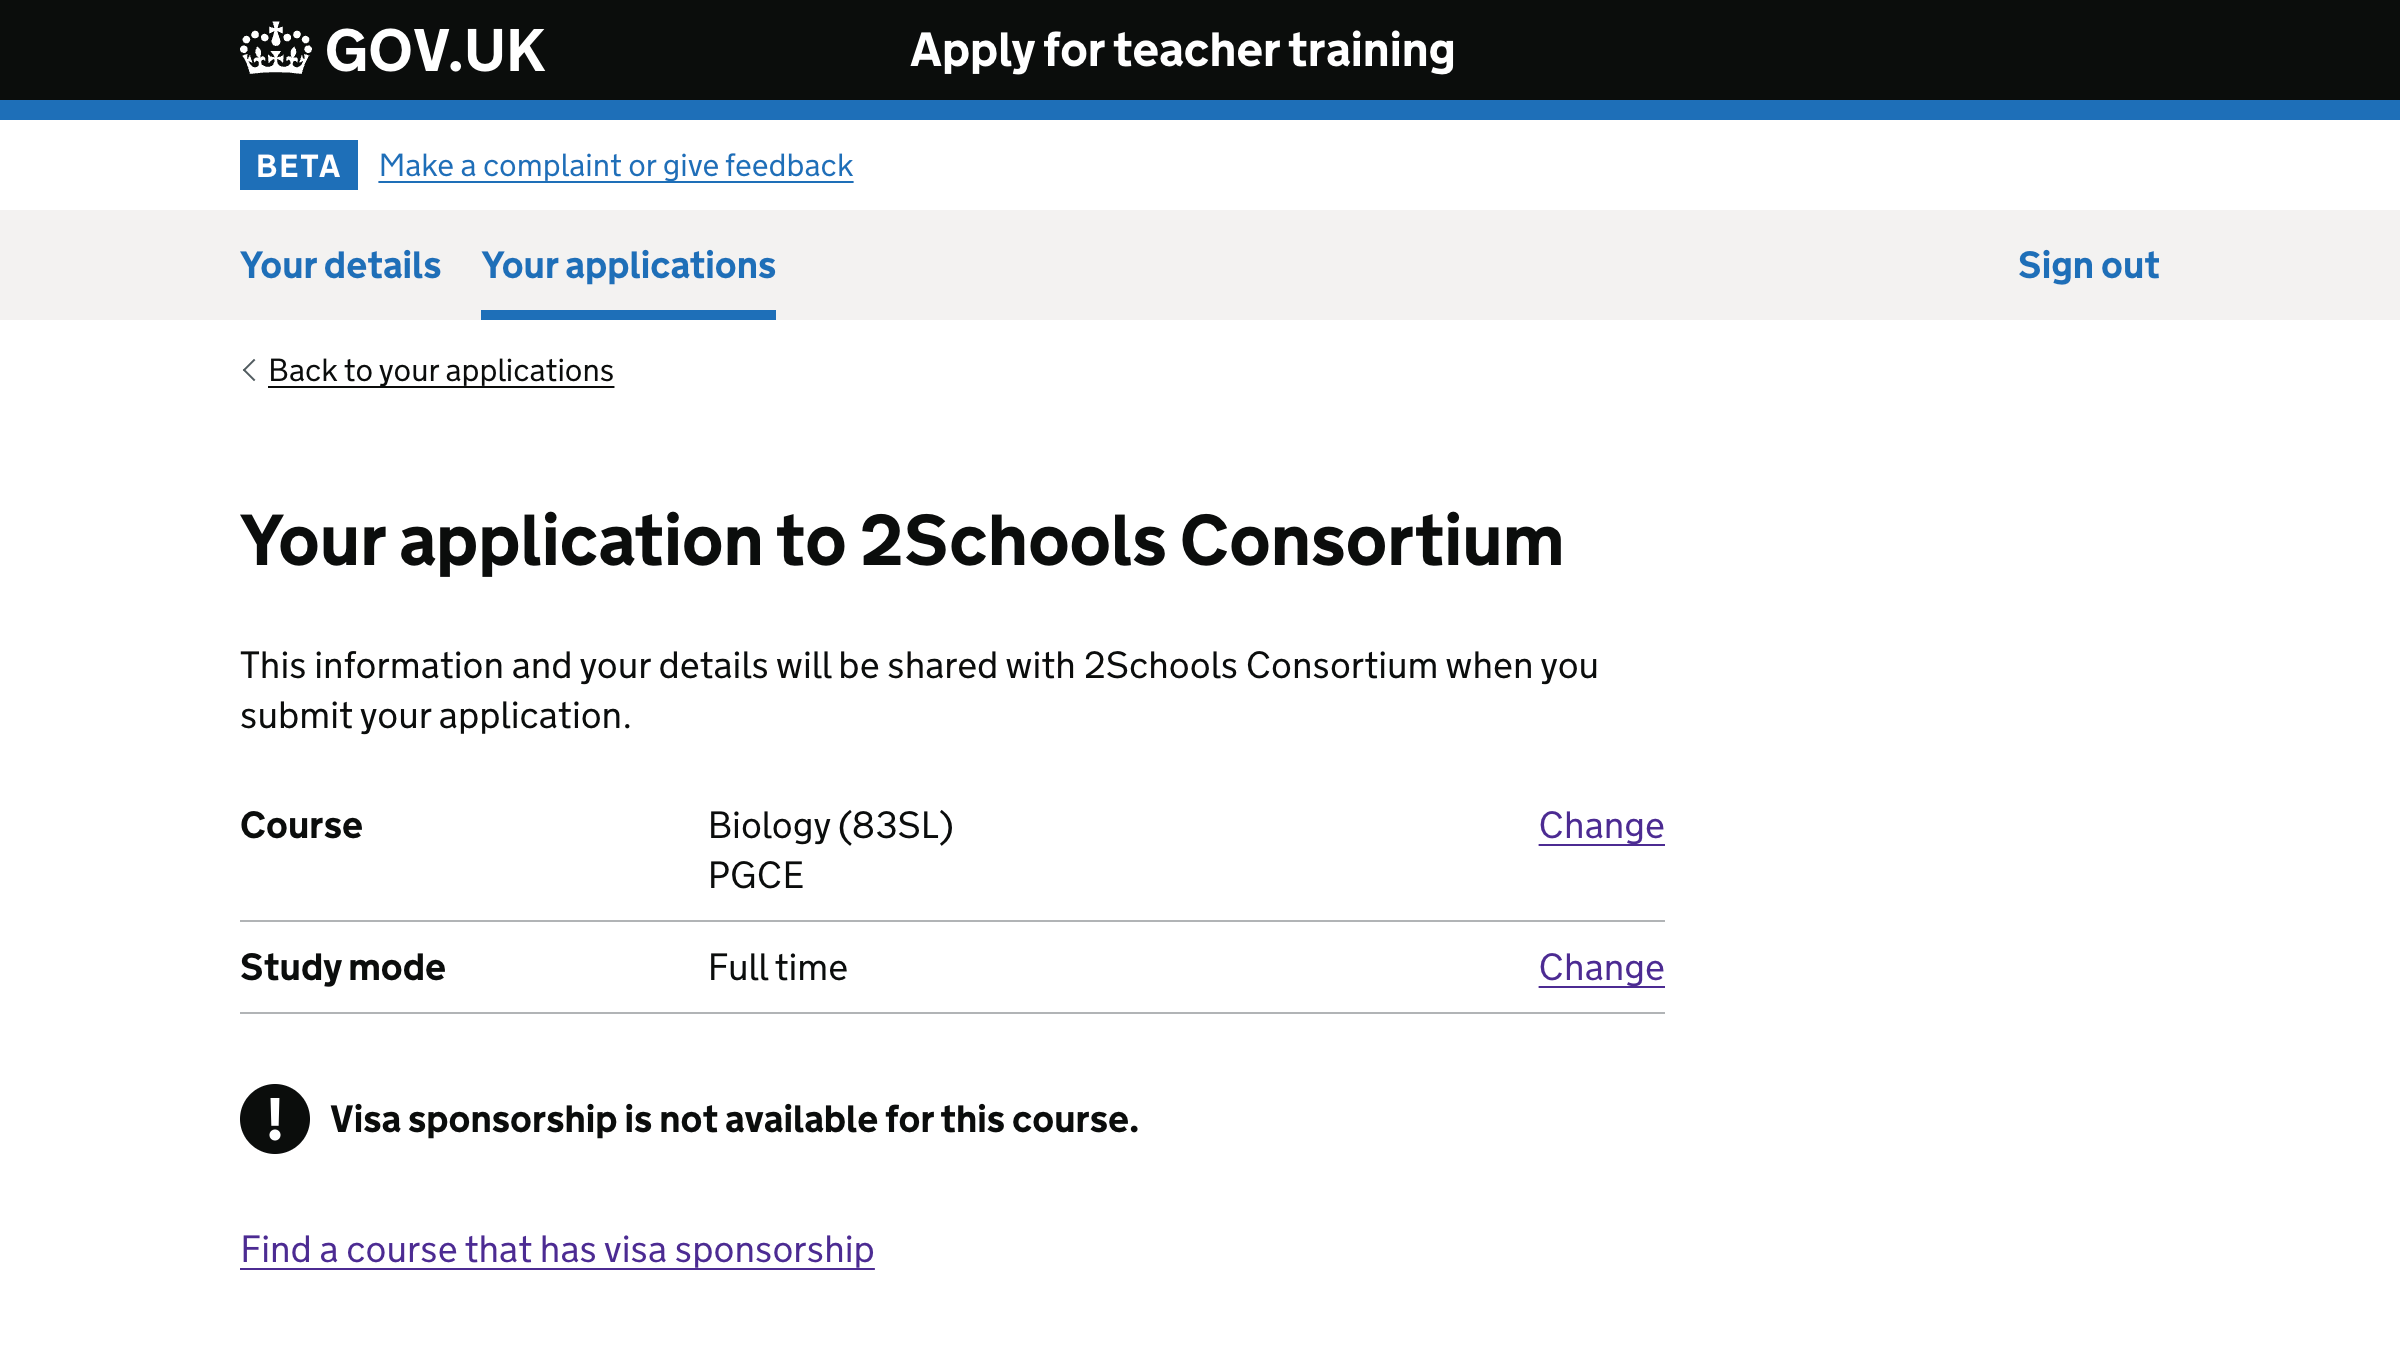 GOV.UK Apply for teacher training
BETA Make a complaint or give feedback
Your details Your applications Sign out
Back to your applications
Your application to 2Schools Consortium
This information and your details will be shared with 2Schools Consortium when you
submit your application.
Course Biology (83SL) Change
PGCE
Study mode Full time Change
! Visa sponsorship is not available for this course.
Find a course that has visa sponsorship